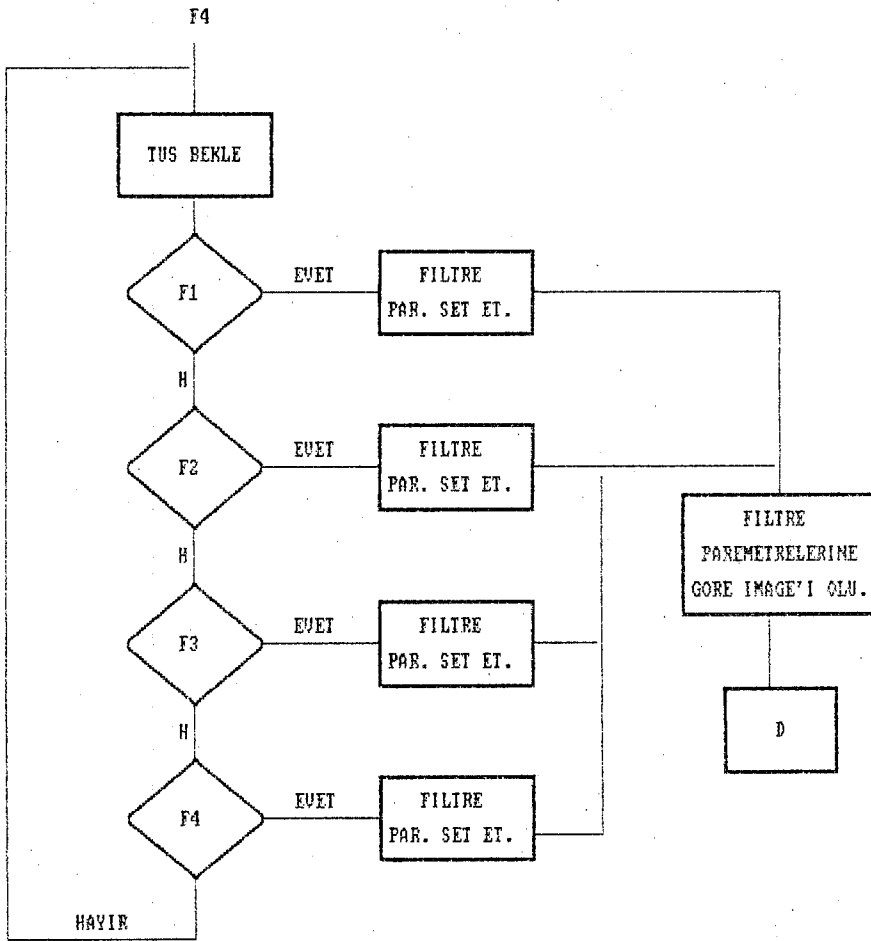 F4
TUS BEKLE
F1
EVET
FILTRE
PAR. SET ET.
H
F2
EVET
FILTRE
PAR. SET ET.
H
F3
EVET
FILTRE
PAR. SET ET.
H
F4
EVET
FILTRE
PAR. SET ET.
HAYIR
FILTRE
PAREMETRELERINE
GORE IMAGE'I OLU.
D